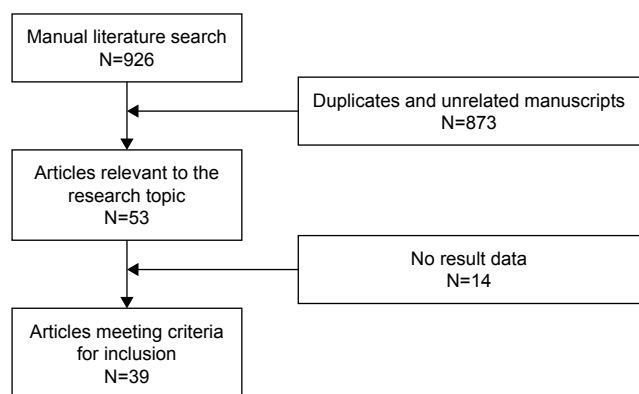 Manual literature search
N=926
Duplicates and unrelated manuscripts
N=873
Articles relevant to the
research topic
N=53
No result data
N=14
Articles meeting criteria
for inclusion
N=39